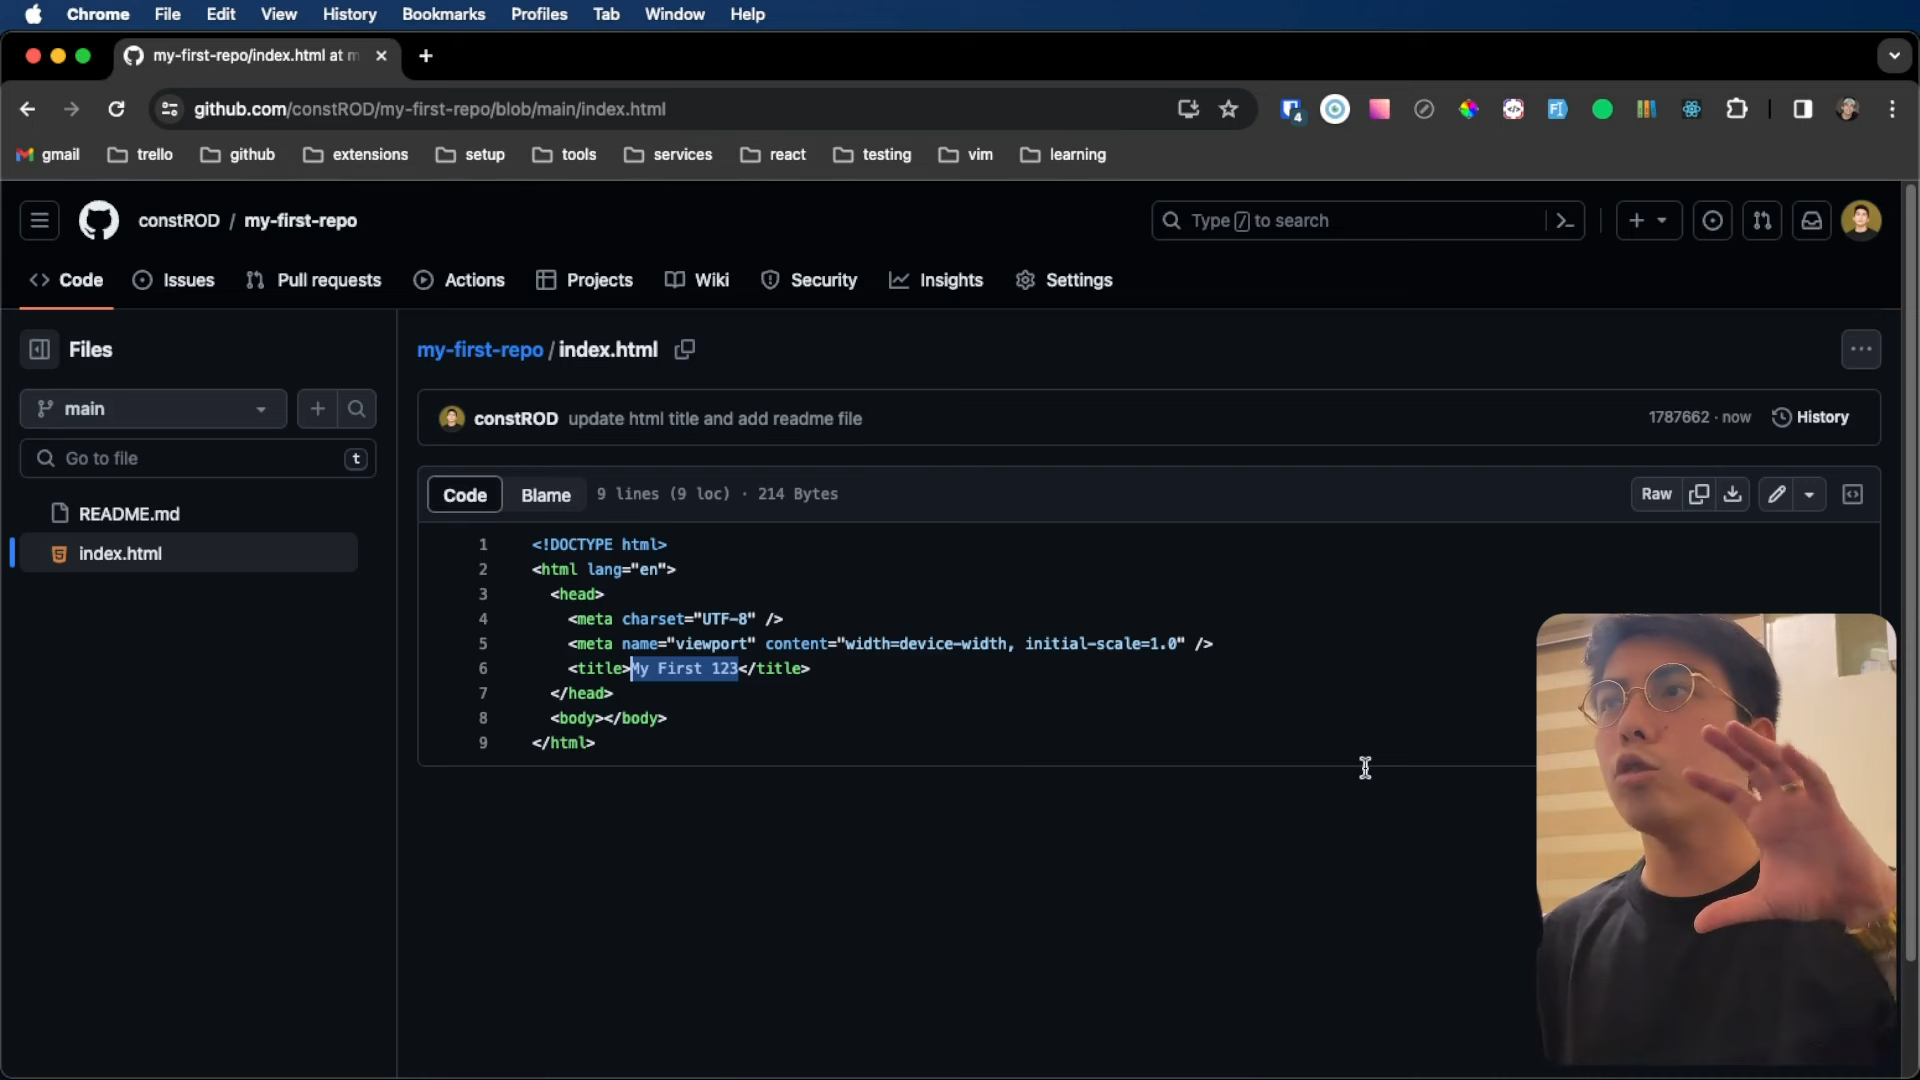 Chrome File Edit View History Bookmarks Profiles Tab Window Help
my-first-repo/index.html at m
github.com/constROD/my-first-repo/blob/main/index.html
4
gmail trello github extensions setup tools services react testing vim learning
constROD / my-first-repo
Type / to search
Code Issues Pull requests Actions Projects Wiki Security Insights Settings
Files
my-first-repo / index.html
main
constROD update html title and add readme file
1787662 · now History
Go to file t
Code Blame 9 lines (9 loc) · 214 Bytes
Raw
README.md
index.html
1 <!DOCTYPE html>
2 <html lang="en">
3 <head>
4 <meta charset="UTF-8" />
5 <meta name="viewport" content="width=device-width, initial-scale=1.0" />
6 <title>My First 123</title>
7 </head>
8 <body></body>
9 </html>